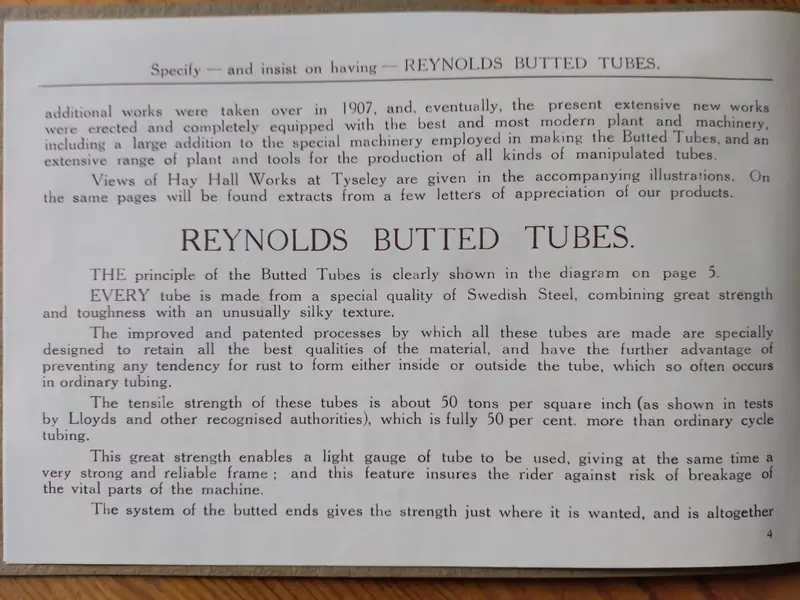 Specify — and insist on having — REYNOLDS BUTTED TUBES.
additional works were taken over in 1907, and, eventually, the present extensive new works
were erected and completely equipped with the best and most modern plant and machinery,
including a large addition to the special machinery employed in making the Butted Tubes, and an
extensive range of plant and tools for the production of all kinds of manipulated tubes.
Views of Hay Hall Works at Tyseley are given in the accompanying illustrations. On
the same pages will be found extracts from a few letters of appreciation of our products.
REYNOLDS BUTTED TUBES.
THE principle of the Butted Tubes is clearly shown in the diagram on page 5.
EVERY tube is made from a special quality of Swedish Steel, combining great strength
and toughness with an unusually silky texture.
The improved and patented processes by which all these tubes are made are specially
designed to retain all the best qualities of the material, and have the further advantage of
preventing any tendency for rust to form either inside or outside the tube, which so often occurs
in ordinary tubing.
The tensile strength of these tubes is about 50 tons per square inch (as shown in tests
by Lloyds and other recognised authorities), which is fully 50 per cent. more than ordinary cycle
tubing.
This great strength enables a light gauge of tube to be used, giving at the same time a
very strong and reliable frame ; and this feature insures the rider against risk of breakage of
the vital parts of the machine.
The system of the butted ends gives the strength just where it is wanted, and is altogether
4